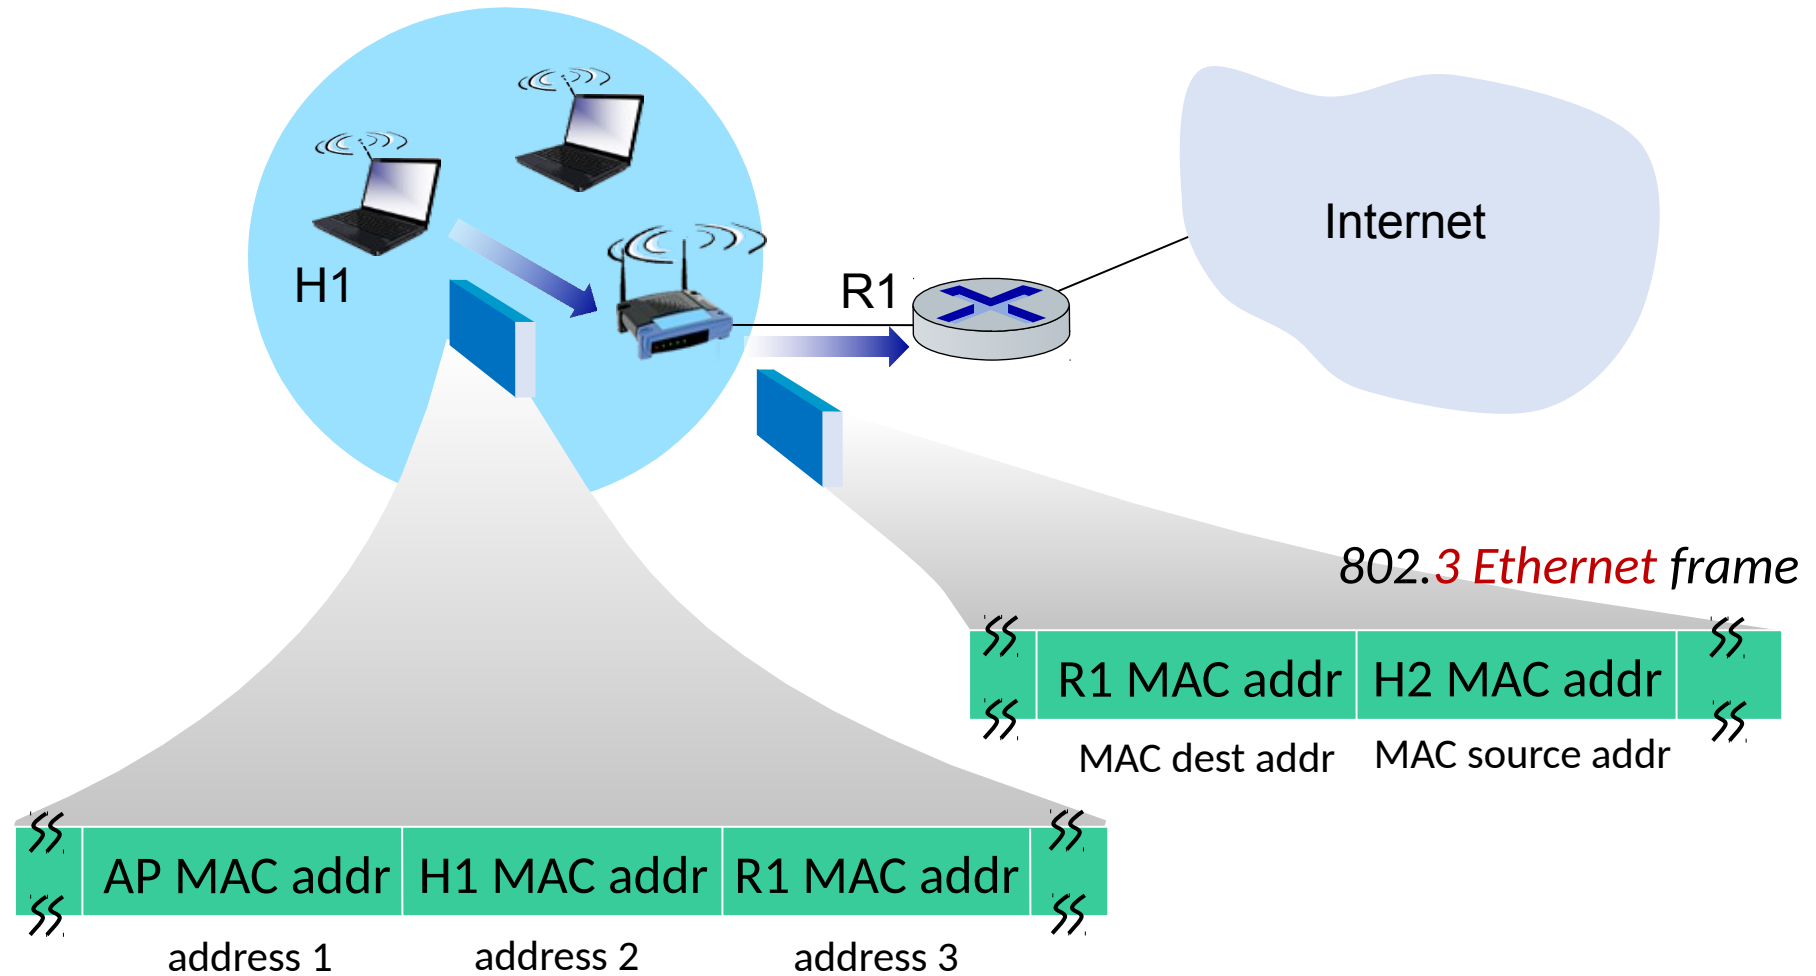 H1
R1
Internet
802.3 Ethernet frame
R1 MAC addr
H2 MAC addr
MAC dest addr
MAC source addr
AP MAC addr
H1 MAC addr
R1 MAC addr
address 1
address 2
address 3